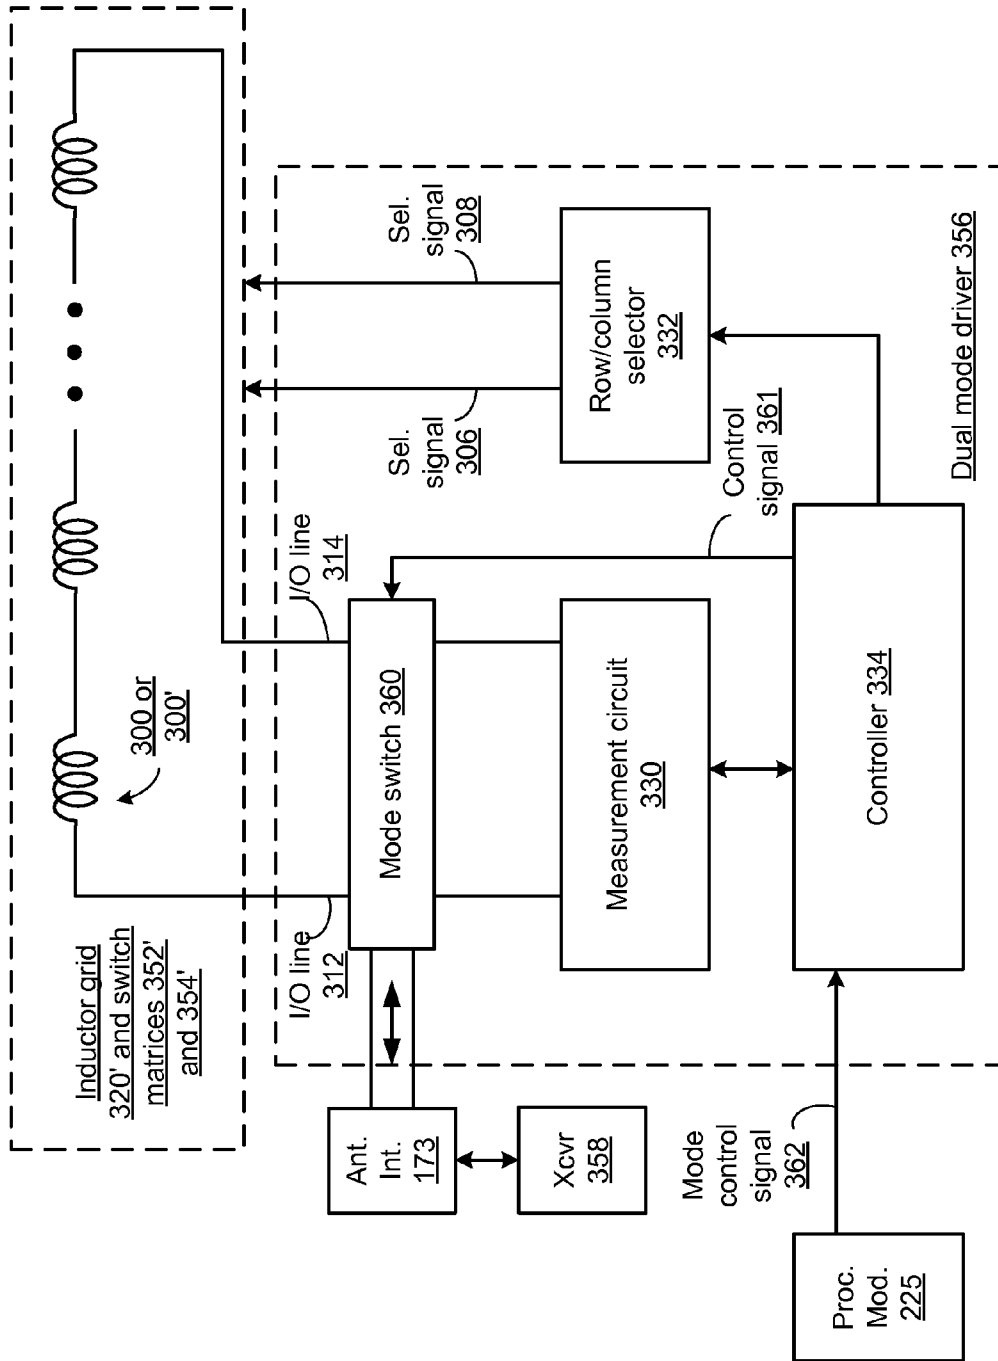 Inductor grid
320' and switch
matrices 352'
and 354'
300 or
300'
I/O line
312
I/O line
314
Sel.
signal
306
Sel.
signal
308
Ant.
Int.
173
Mode switch 360
Xcvr
358
Measurement circuit
330
Row/column
selector
332
Control
signal 361
Mode
control
signal
362
Proc.
Mod.
225
Controller 334
Dual mode driver 356